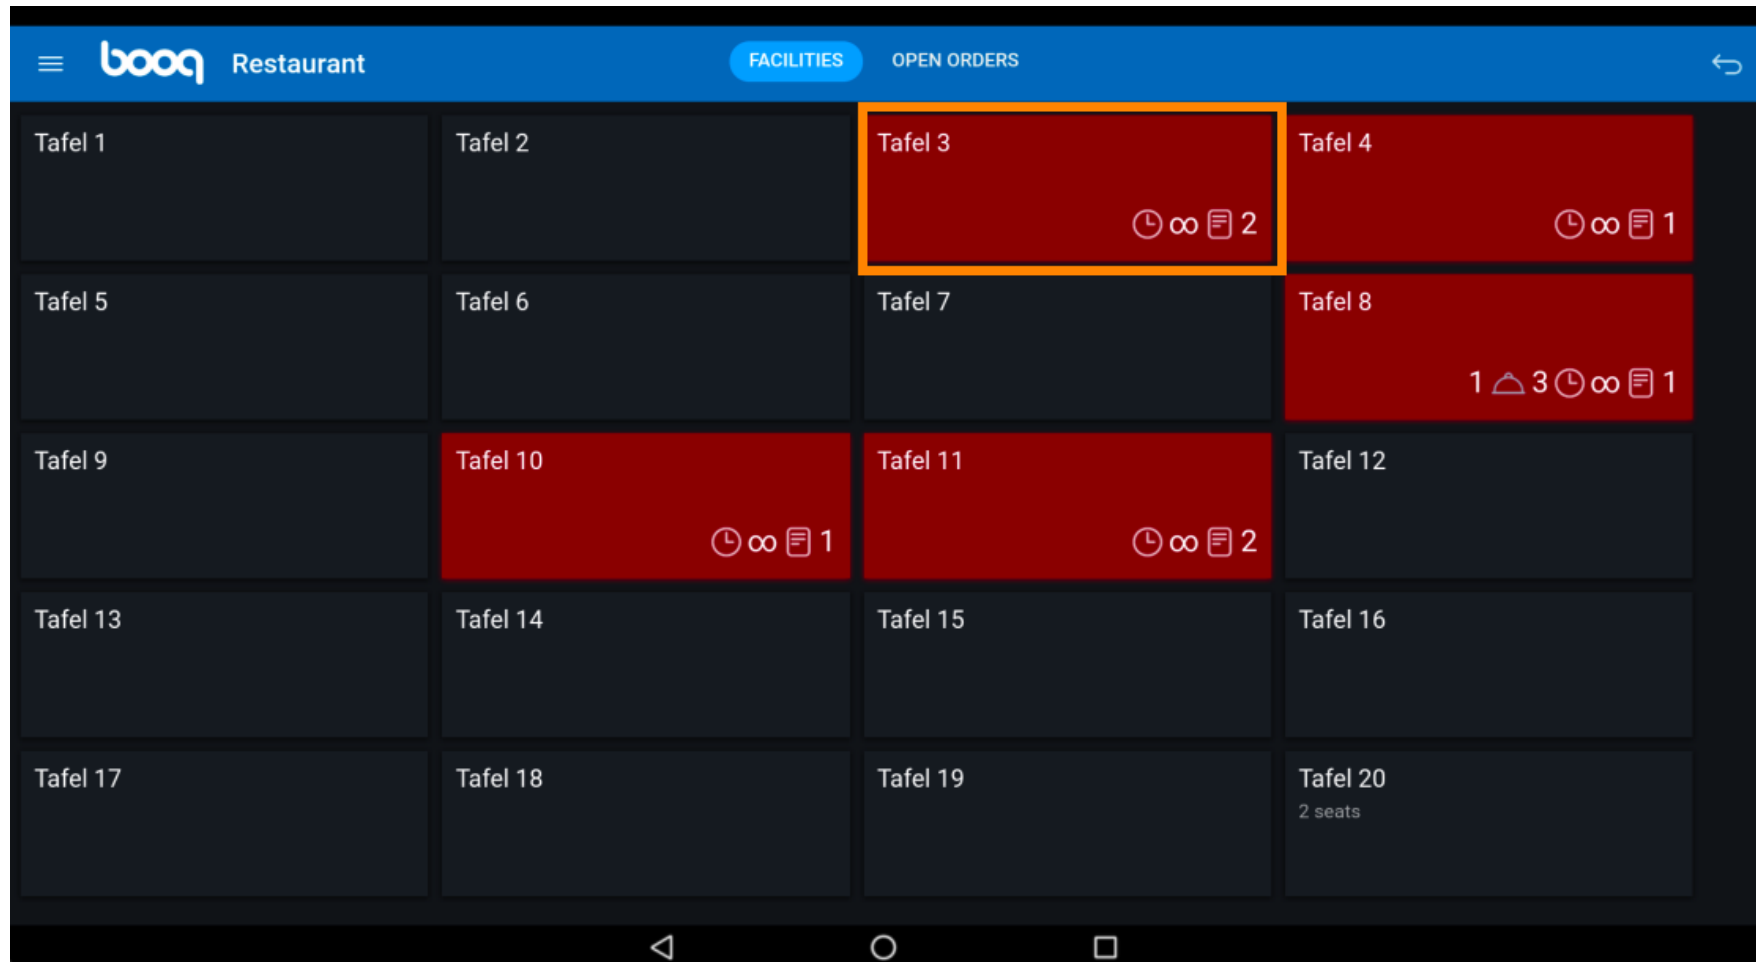 booq Restaurant FACILITIES OPEN ORDERS
Tafel 1 Tafel 2 Tafel 3 Tafel 4
∞ 2 ∞ 1
Tafel 5 Tafel 6 Tafel 7 Tafel 8
1 3 ∞ 1
Tafel 9 Tafel 10 Tafel 11 Tafel 12
∞ 1 ∞ 2
Tafel 13 Tafel 14 Tafel 15 Tafel 16
Tafel 17 Tafel 18 Tafel 19 Tafel 20
2 seats